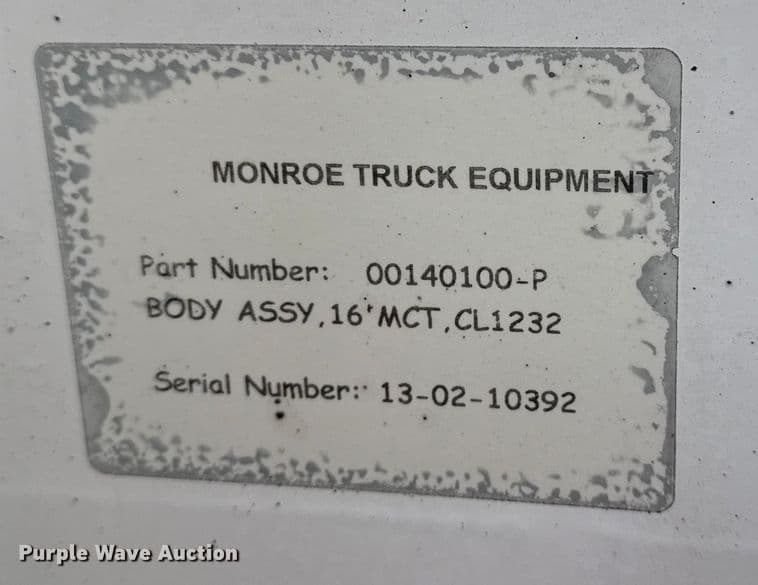 MONROE TRUCK EQUIPMENT
Part Number: 00140100-P
BODY ASSY,16'MCT,CL1232
Serial Number: 13-02-10392
Purple Wave Auction